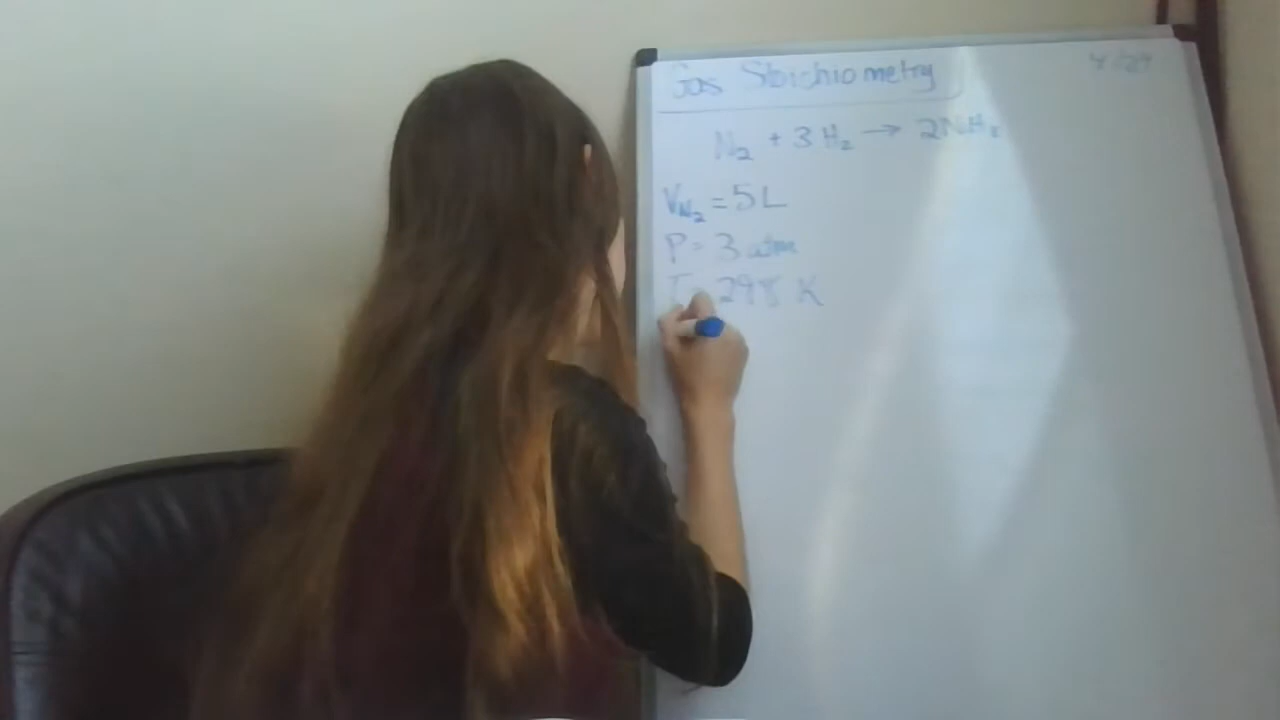 Gas Stoichiometry
N₂ + 3 H₂ → 2NH₃
V_N₂ = 5 L
P = 3 atm
T = 298 K